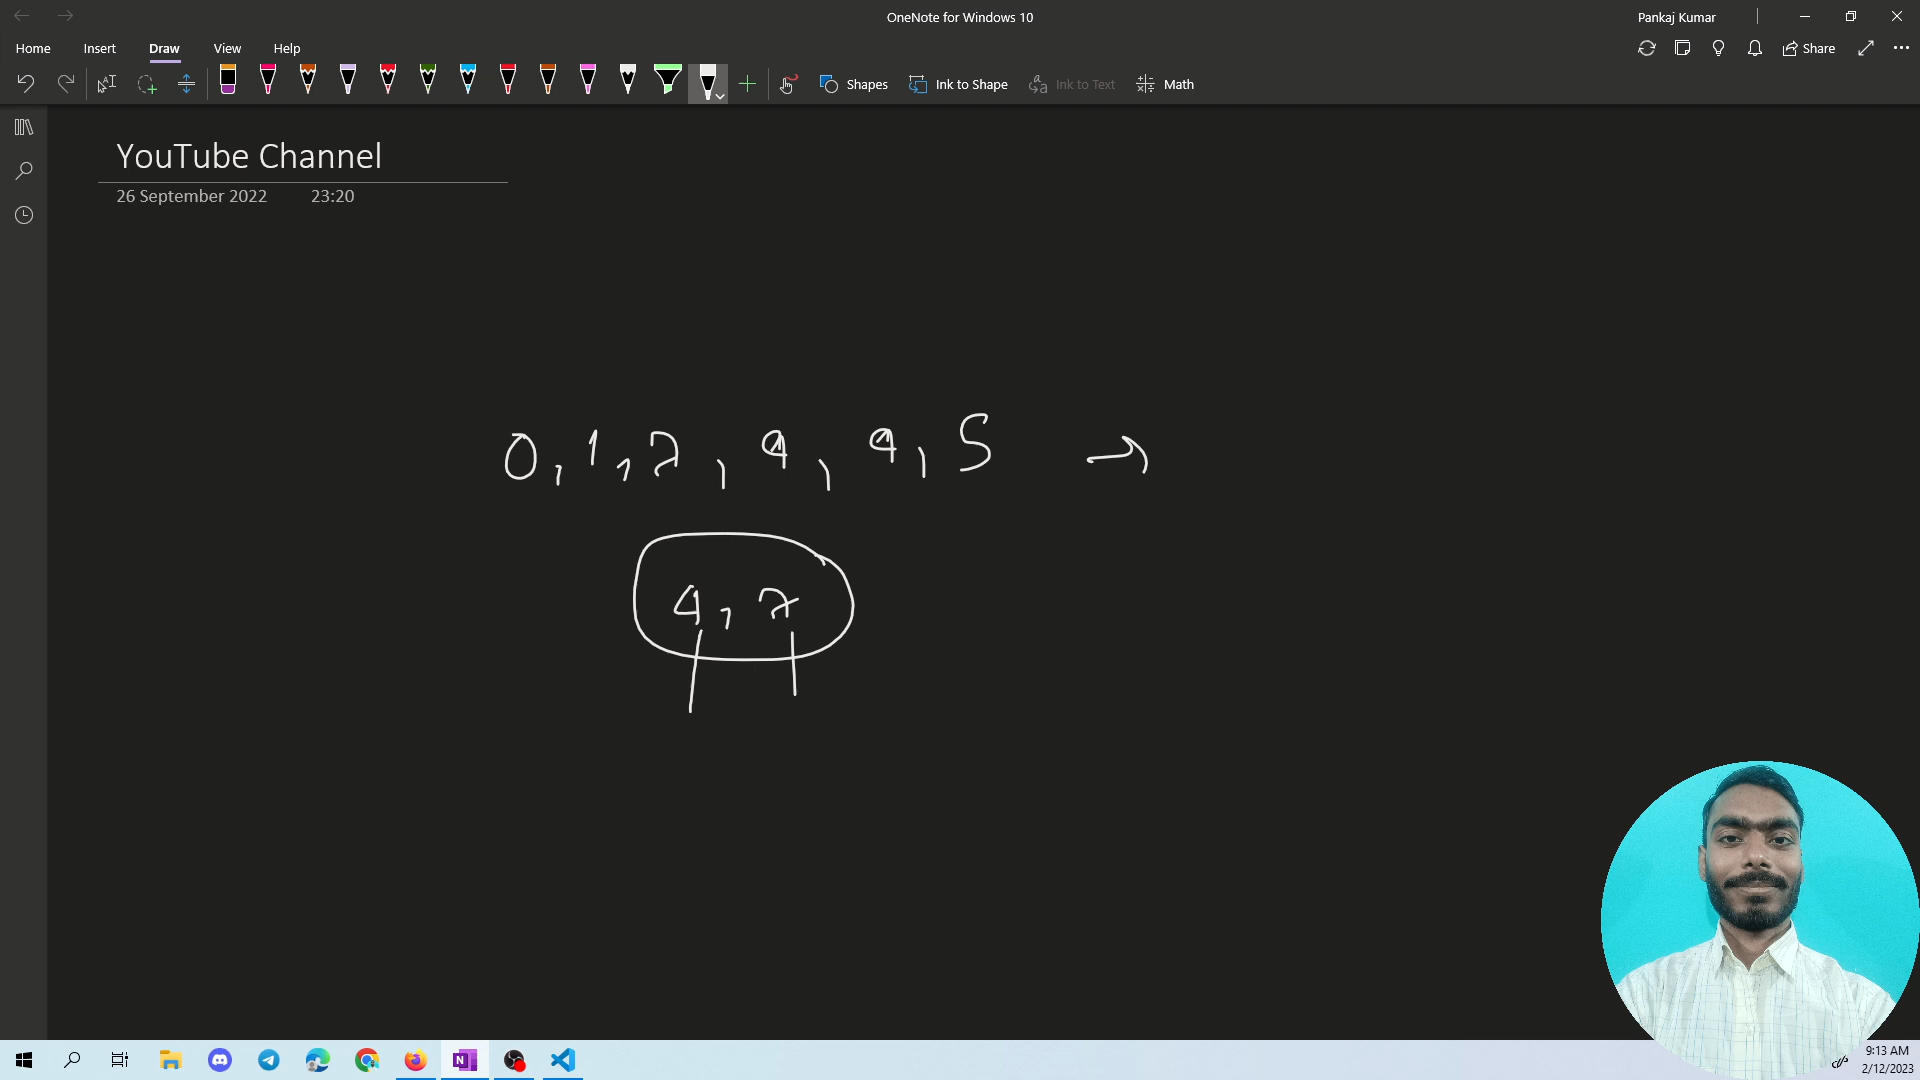 OneNote for Windows 10
Pankaj Kumar
Home Insert Draw View Help
Share
Shapes Ink to Shape Ink to Text Math
YouTube Channel
26 September 2022 23:20
0, 1, 2, 4, 4, 5 →
4, 2
9:13 AM
2/12/2023